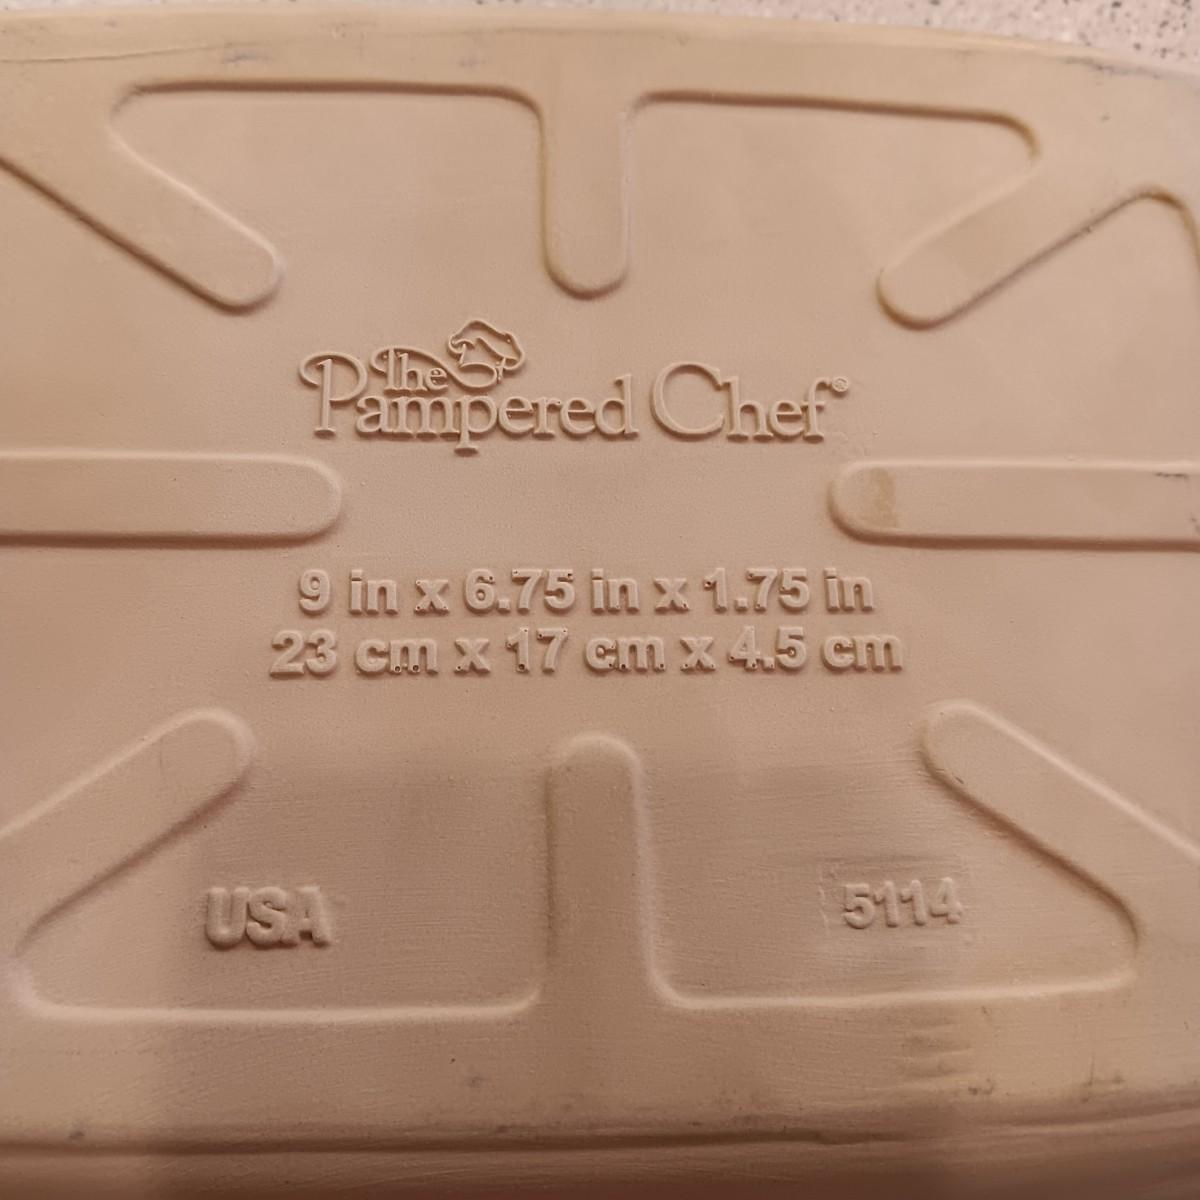 The
Pampered Chef®
9 in x 6.75 in x 1.75 in
23 cm x 17 cm x 4.5 cm
USA
5114